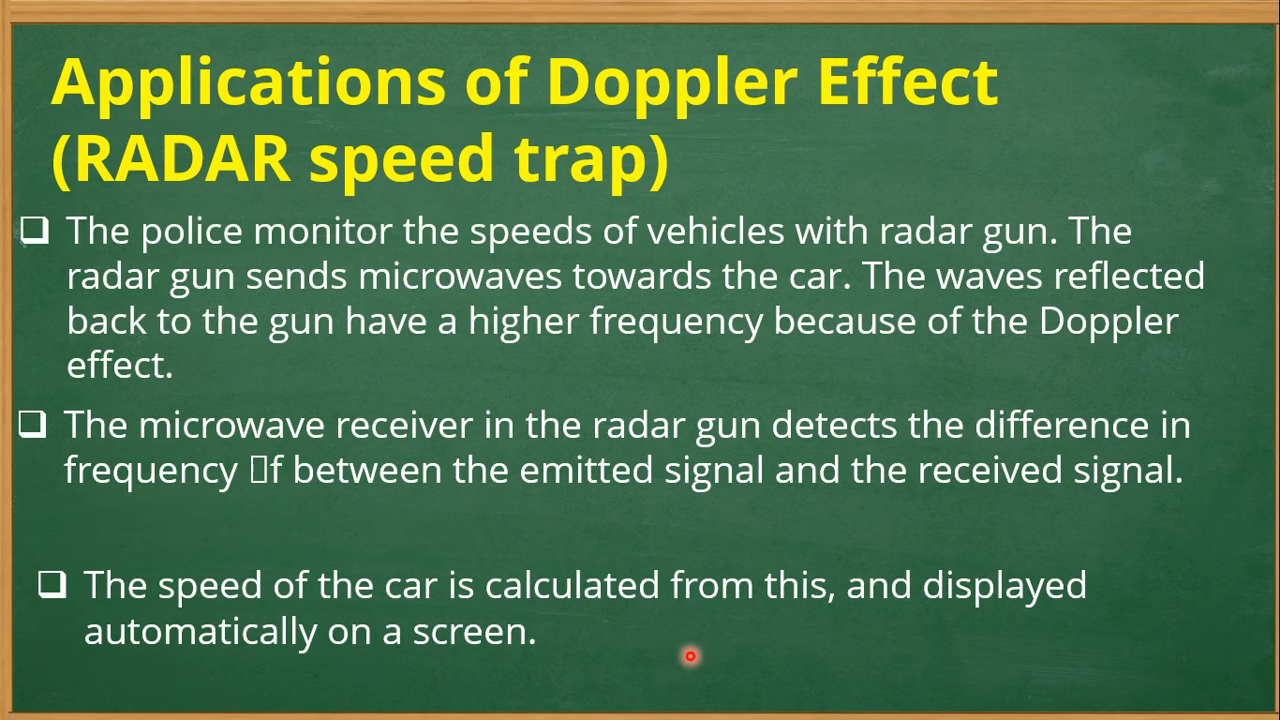 Applications of Doppler Effect
(RADAR speed trap)
❑ The police monitor the speeds of vehicles with radar gun. The
radar gun sends microwaves towards the car. The waves reflected
back to the gun have a higher frequency because of the Doppler
effect.
❑ The microwave receiver in the radar gun detects the difference in
frequency f between the emitted signal and the received signal.
❑ The speed of the car is calculated from this, and displayed
automatically on a screen.